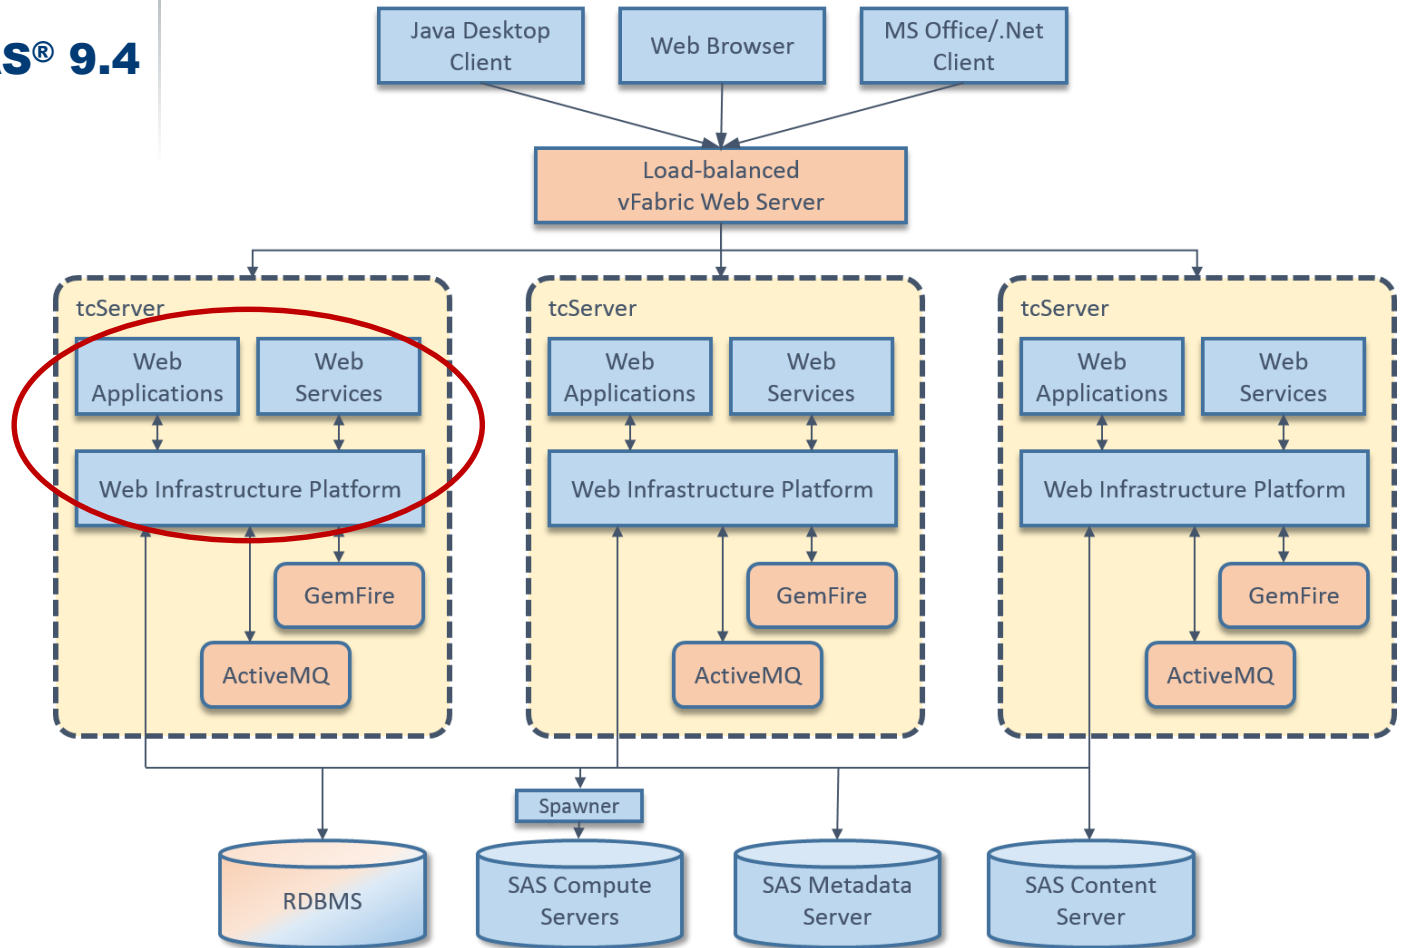 AS® 9.4
Java Desktop
Client
Web Browser
MS Office/.Net
Client
Load-balanced
vFabric Web Server
tcServer
Web
Applications
Web
Services
Web Infrastructure Platform
GemFire
ActiveMQ
tcServer
Web
Applications
Web
Services
Web Infrastructure Platform
GemFire
ActiveMQ
tcServer
Web
Applications
Web
Services
Web Infrastructure Platform
GemFire
ActiveMQ
Spawner
RDBMS
SAS Compute
Servers
SAS Metadata
Server
SAS Content
Server